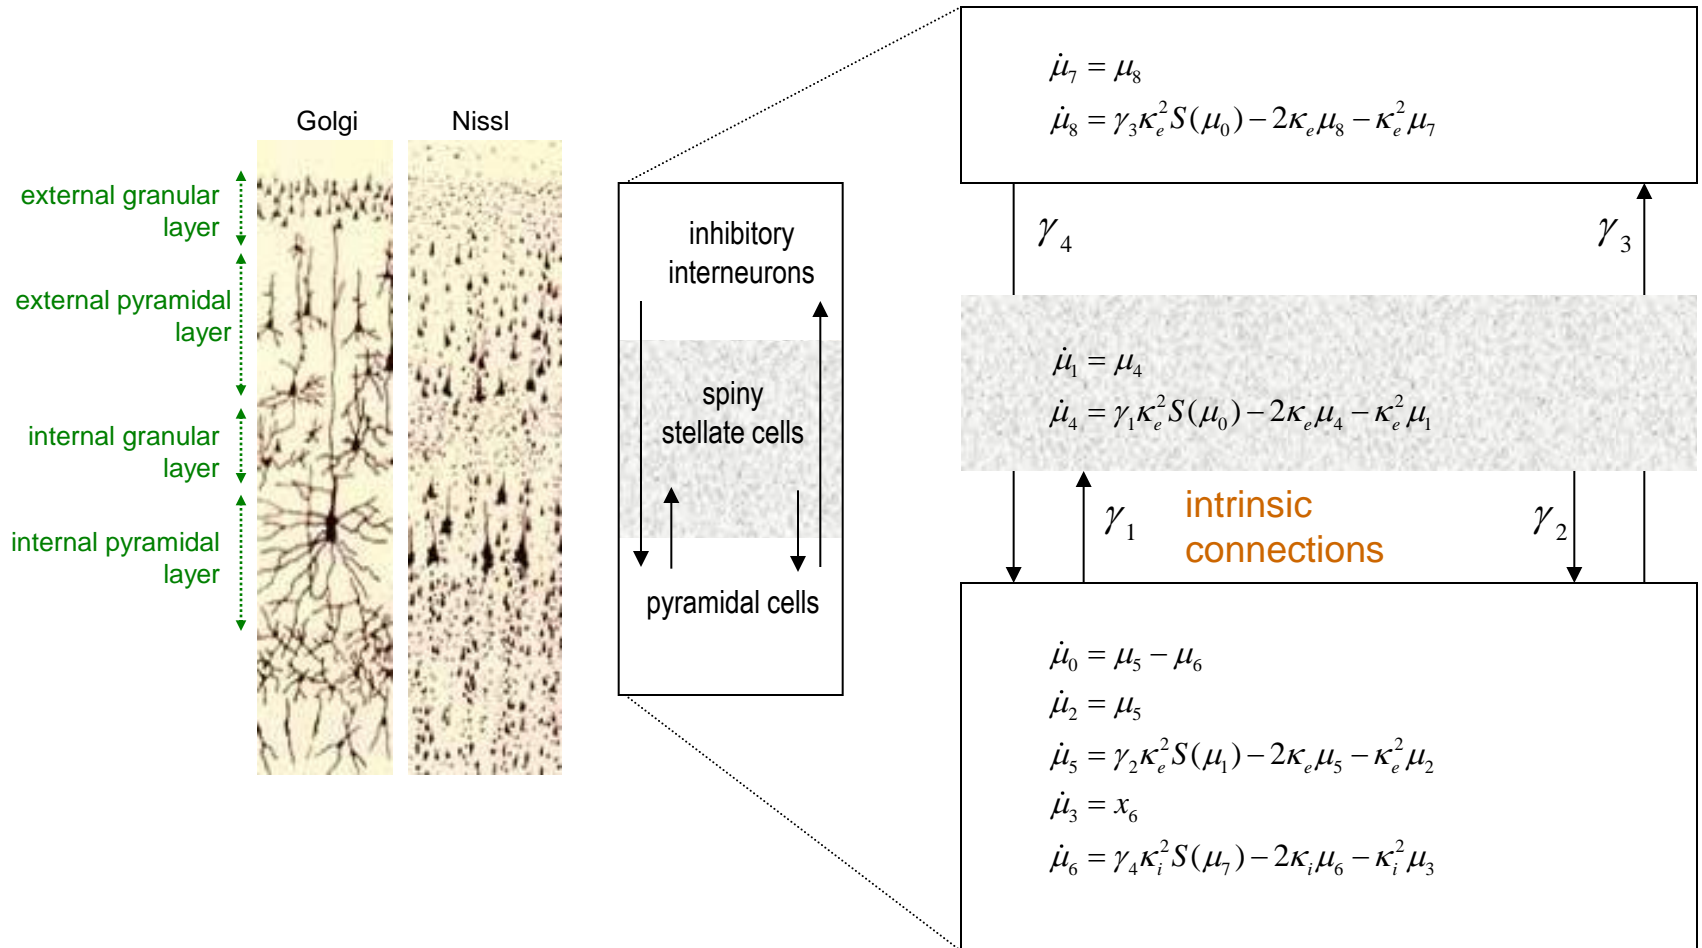 Golgi
Nissl
external granular
layer
external pyramidal
layer
internal granular
layer
internal pyramidal
layer
inhibitory
interneurons
spiny
stellate cells
pyramidal cells
μ̇₇ = μ₈
μ̇₈ = γ₃κₑ²S(μ₀) − 2κₑμ₈ − κₑ²μ₇
γ₄
γ₃
μ̇₁ = μ₄
μ̇₄ = γ₁κₑ²S(μ₀) − 2κₑμ₄ − κₑ²μ₁
γ₁
intrinsic
connections
γ₂
μ̇₀ = μ₅ − μ₆
μ̇₂ = μ₅
μ̇₅ = γ₂κₑ²S(μ₁) − 2κₑμ₅ − κₑ²μ₂
μ̇₃ = x₆
μ̇₆ = γ₄κᵢ²S(μ₇) − 2κᵢμ₆ − κᵢ²μ₃